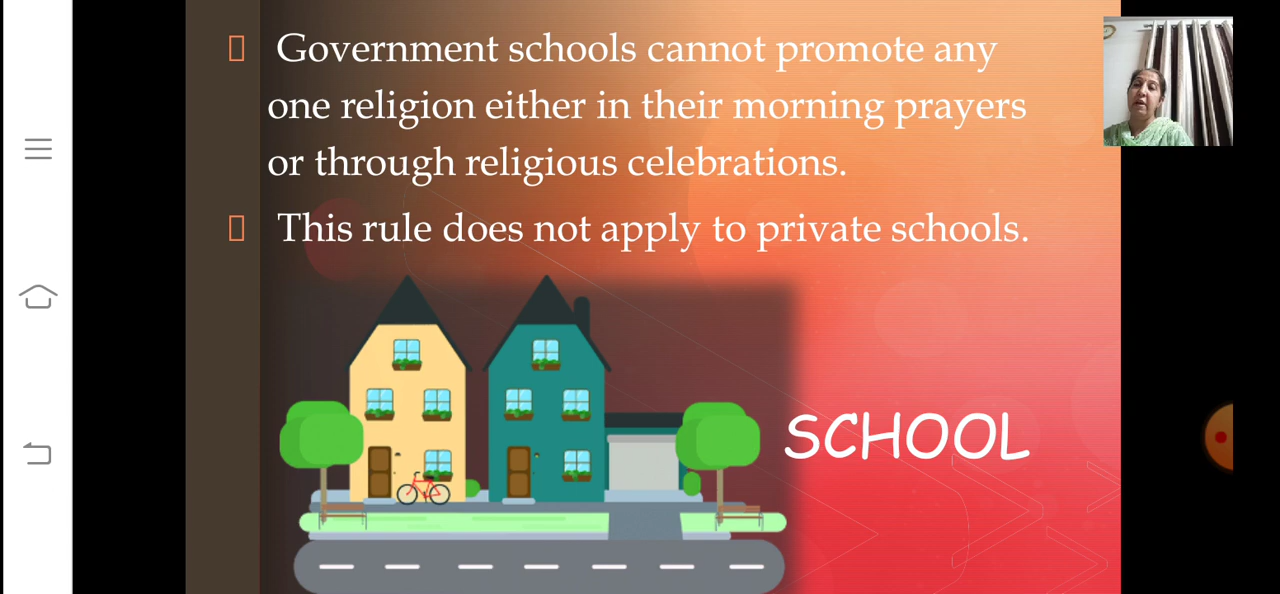 Government schools cannot promote any
one religion either in their morning prayers
or through religious celebrations.
This rule does not apply to private schools.
SCHOOL